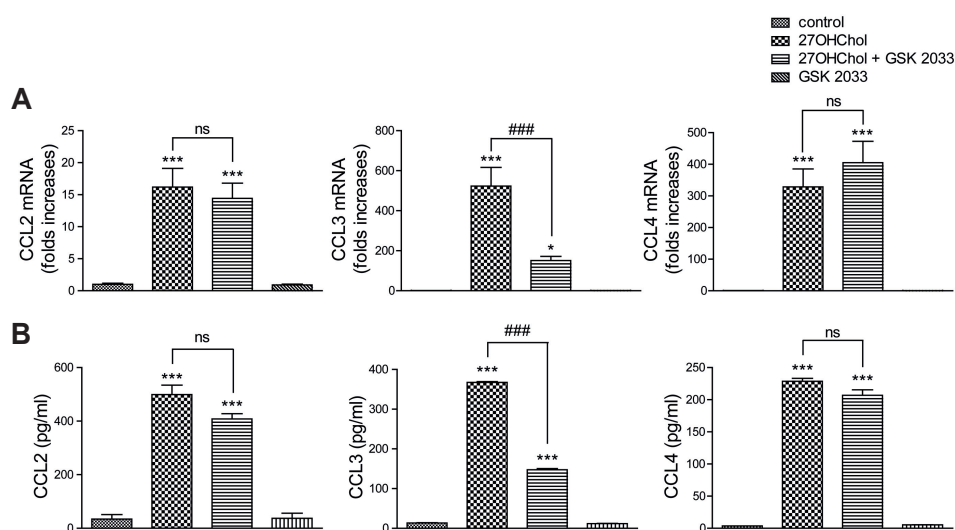 control
27OHChol
27OHChol + GSK 2033
GSK 2033
A
CCL2 mRNA
(folds increases)
25
20
15
10
5
0
ns
***
***
CCL3 mRNA
(folds increases)
800
600
400
200
0
###
***
*
CCL4 mRNA
(folds increases)
500
400
300
200
100
0
ns
***
***
B
CCL2 (pg/ml)
600
400
200
0
ns
***
***
CCL3 (pg/ml)
400
300
200
100
0
###
***
***
CCL4 (pg/ml)
250
200
150
100
50
0
ns
***
***